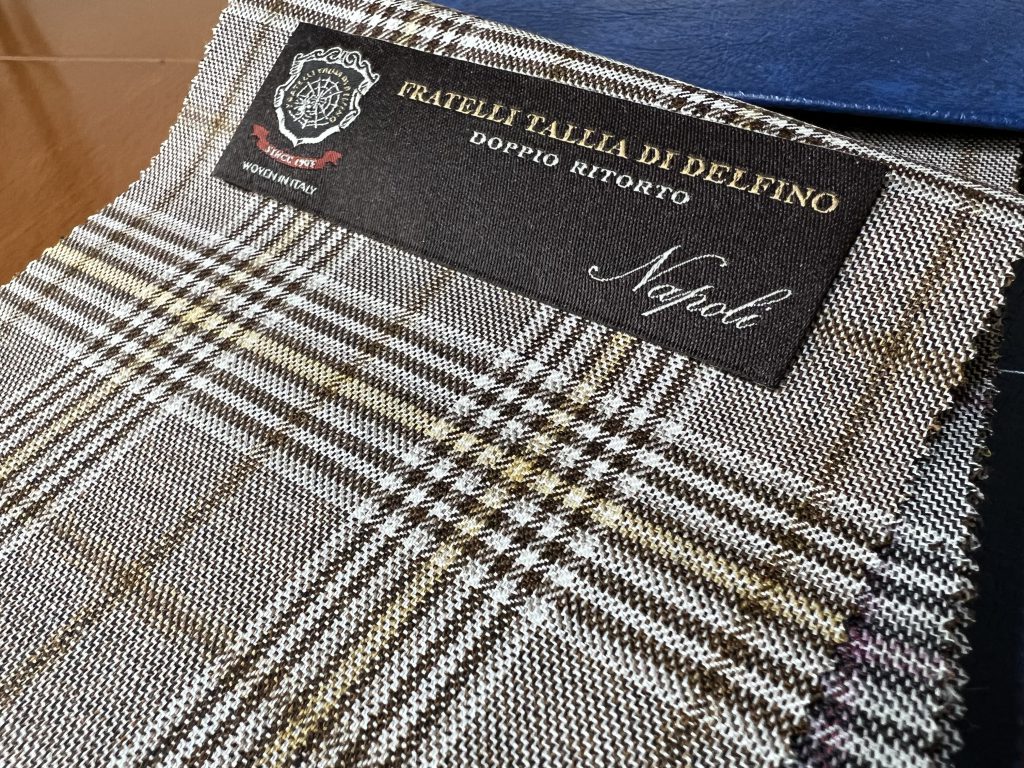 FRATELLI TALLIA DI DELFINO
DOPPIO RITORTO
Napoli
SINCE 1903
WOVEN IN ITALY